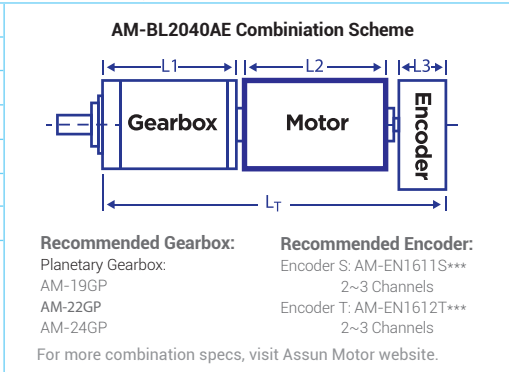 AM-BL2040AE Combiniation Scheme
L1
L2
L3
Gearbox
Motor
Encoder
LT
Recommended Gearbox:
Planetary Gearbox:
AM-19GP
AM-22GP
AM-24GP
Recommended Encoder:
Encoder S: AM-EN1611S***
2~3 Channels
Encoder T: AM-EN1612T***
2~3 Channels
For more combination specs, visit Assun Motor website.